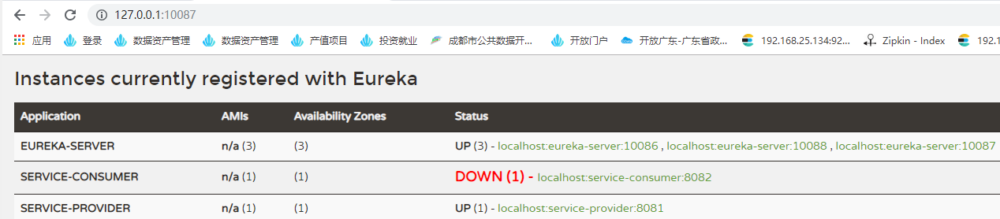 127.0.0.1:10087
应用 登录 数据资产管理 数据资产管理 产值项目 投资就业 成都市公共数据开... 开放门户 开放广东-广东省政... 192.168.25.134:92... Zipkin - Index 192.1
Instances currently registered with Eureka
Application AMIs Availability Zones Status
EUREKA-SERVER n/a (3) (3) UP (3) - localhost:eureka-server:10086 , localhost:eureka-server:10088 , localhost:eureka-server:10087
SERVICE-CONSUMER n/a (1) (1) DOWN (1) - localhost:service-consumer:8082
SERVICE-PROVIDER n/a (1) (1) UP (1) - localhost:service-provider:8081